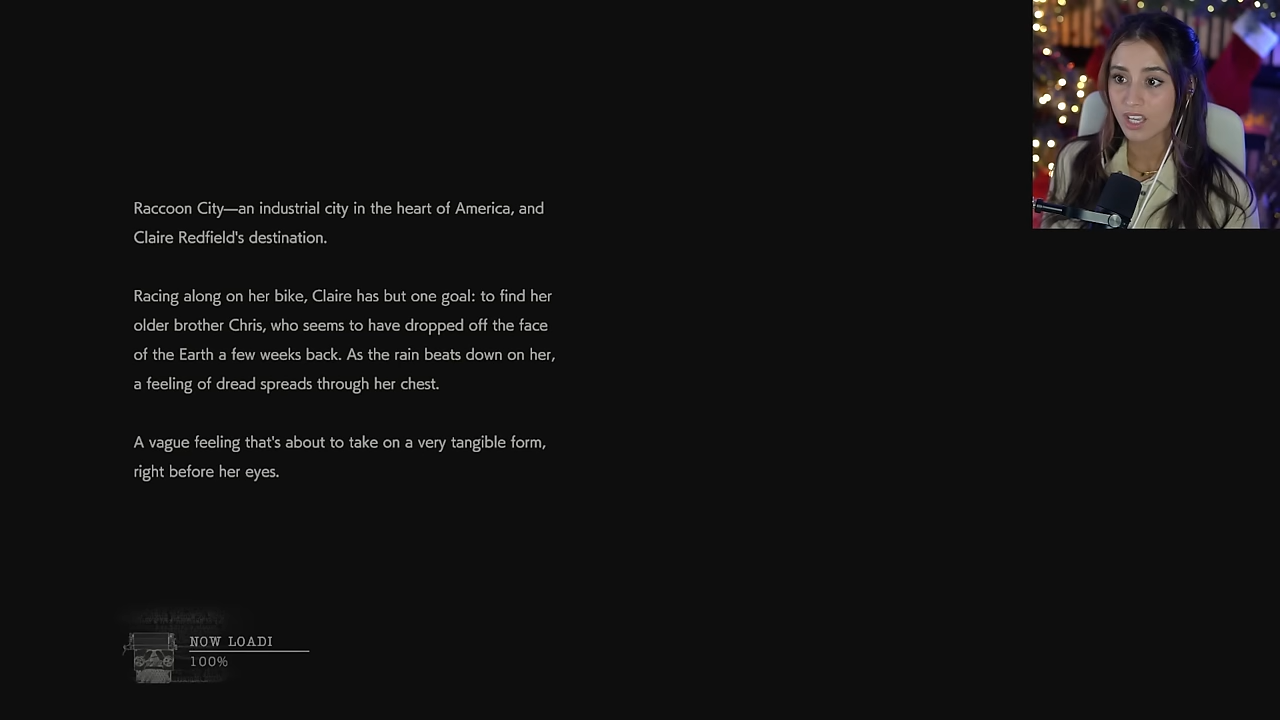 Raccoon City—an industrial city in the heart of America, and
Claire Redfield's destination.
Racing along on her bike, Claire has but one goal: to find her
older brother Chris, who seems to have dropped off the face
of the Earth a few weeks back. As the rain beats down on her,
a feeling of dread spreads through her chest.
A vague feeling that's about to take on a very tangible form,
right before her eyes.
NOW LOADI
100%